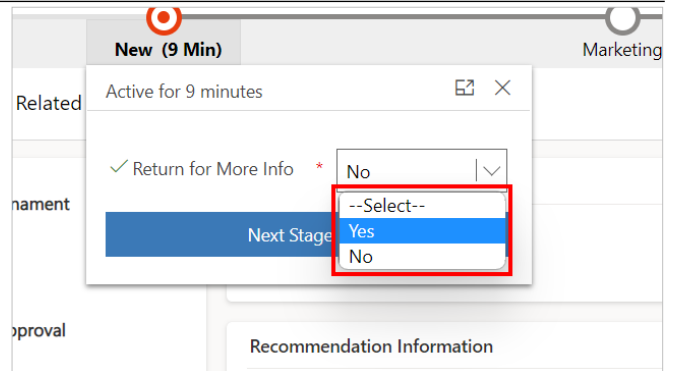 New (9 Min)
Marketing
Related
Active for 9 minutes
Return for More Info * No
--Select--
Yes
No
Next Stage
nament
pproval
Recommendation Information